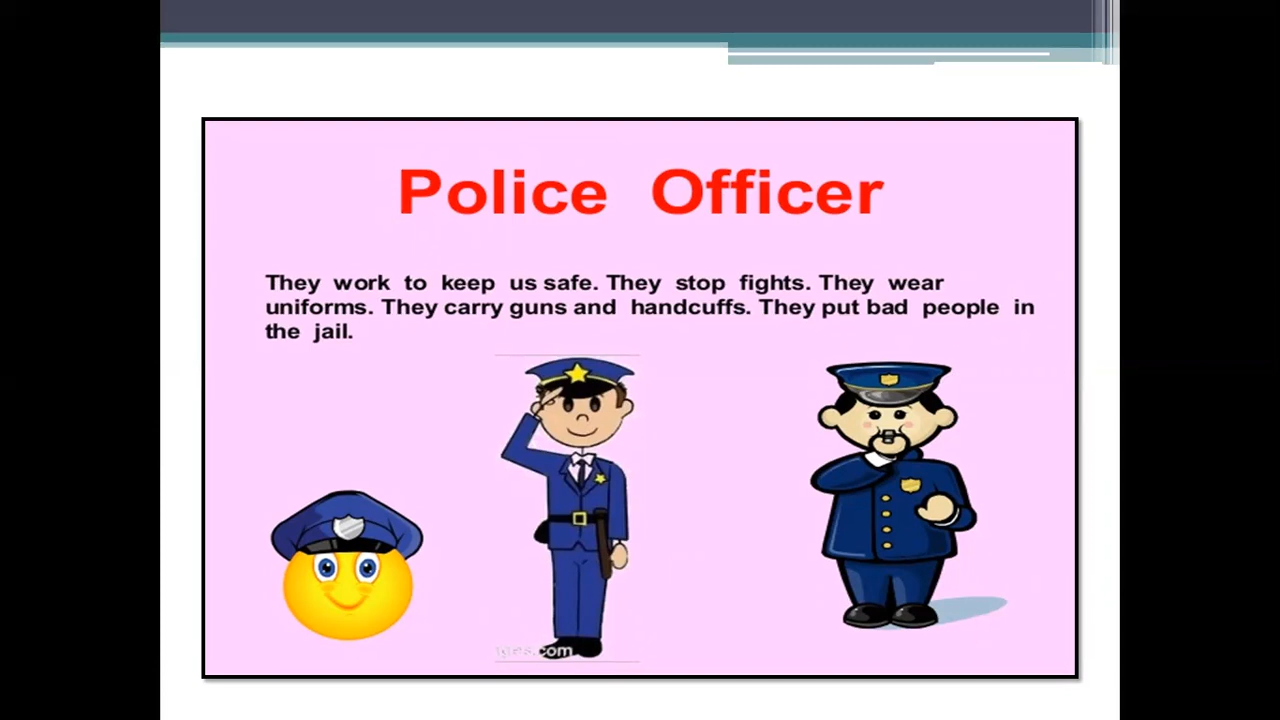 Police Officer
They work to keep us safe. They stop fights. They wear
uniforms. They carry guns and handcuffs. They put bad people in
the jail.